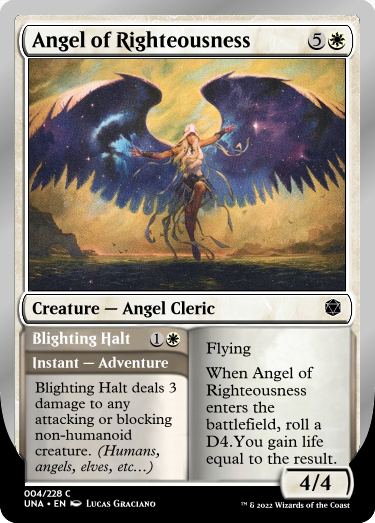 Angel of Righteousness 5
Creature — Angel Cleric
Blighting Halt 1
Instant — Adventure
Blighting Halt deals 3
damage to any
attacking or blocking
non-humanoid
creature. (Humans,
angels, elves, etc...)
Flying
When Angel of
Righteousness
enters the
battlefield, roll a
D4.You gain life
equal to the result.
4/4
004/228 C
UNA • EN Lucas Graciano
™ & © 2022 Wizards of the Coast